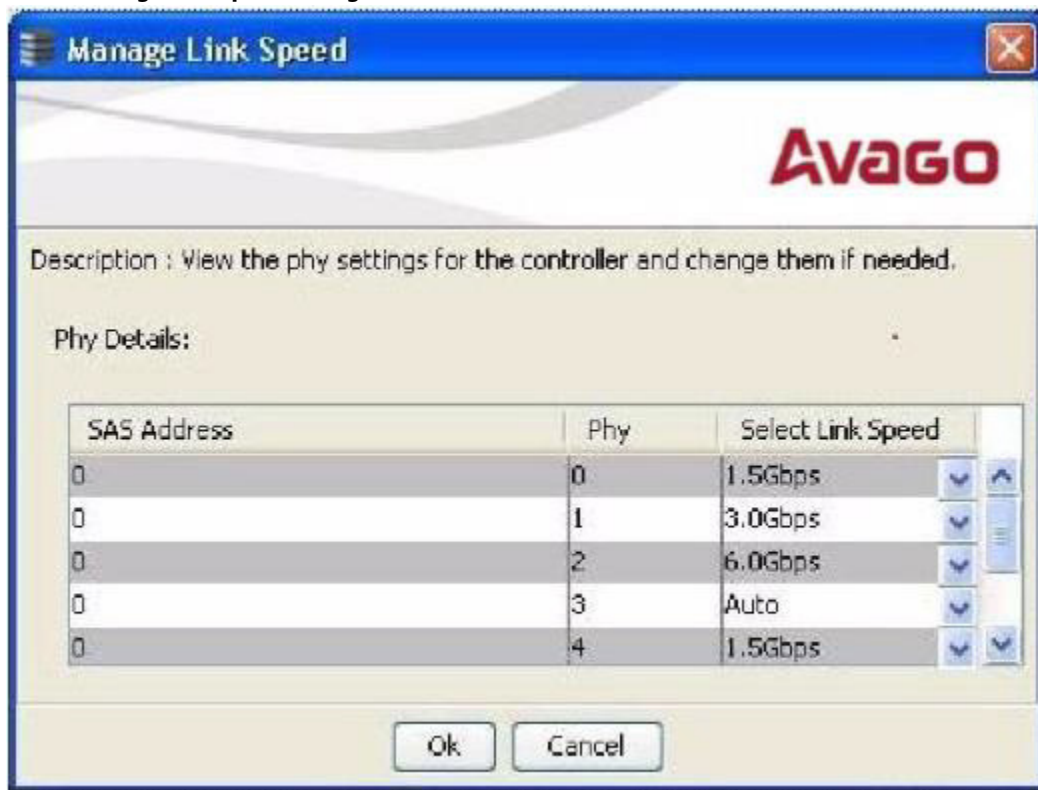 Manage Link Speed
Avago
Description : View the phy settings for the controller and change them if needed.
Phy Details:
SAS Address Phy Select Link Speed
0 0 1.5Gbps
0 1 3.0Gbps
0 2 6.0Gbps
0 3 Auto
0 4 1.5Gbps
Ok Cancel